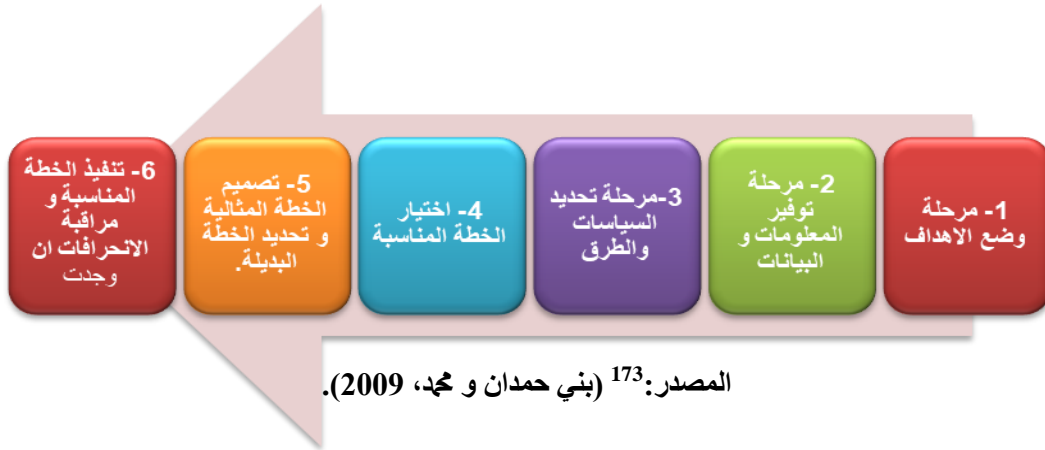 1- مرحلة
وضع الاهداف
2- مرحلة
توفير
المعلومات و
البيانات
3-مرحلة تحديد
السياسات
والطرق
4- اختيار
الخطة المناسبة
5- تصميم
الخطة المثالية
و تحديد الخطة
البديلة.
6- تنفيذ الخطة
المناسبة و
مراقبة
الانحرافات ان
وجدت
المصدر:173 (بني حمدان و محمد، 2009).